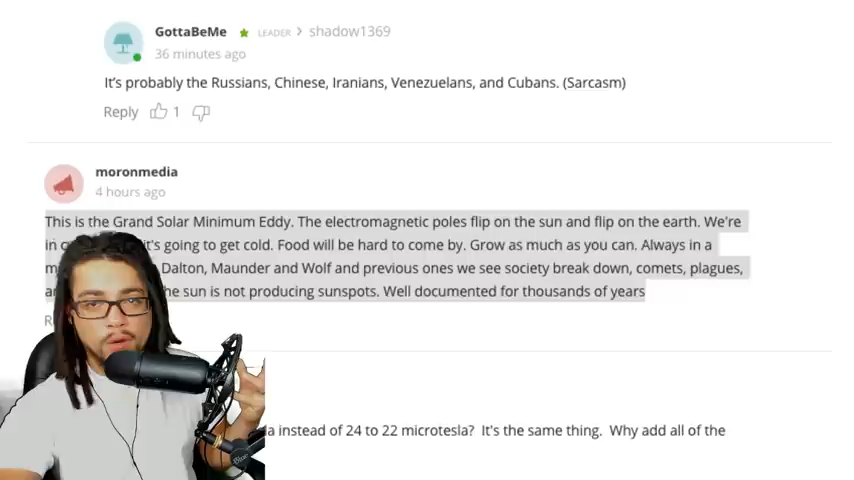 GottaBeMe ★ LEADER > shadow1369
36 minutes ago
It's probably the Russians, Chinese, Iranians, Venezuelans, and Cubans. (Sarcasm)
Reply 1
moronmedia
4 hours ago
This is the Grand Solar Minimum Eddy. The electromagnetic poles flip on the sun and flip on the earth. We're
in it's going to get cold. Food will be hard to come by. Grow as much as you can. Always in a
Dalton, Maunder and Wolf and previous ones we see society break down, comets, plagues,
the sun is not producing sunspots. Well documented for thousands of years
instead of 24 to 22 microtesla? It's the same thing. Why add all of the